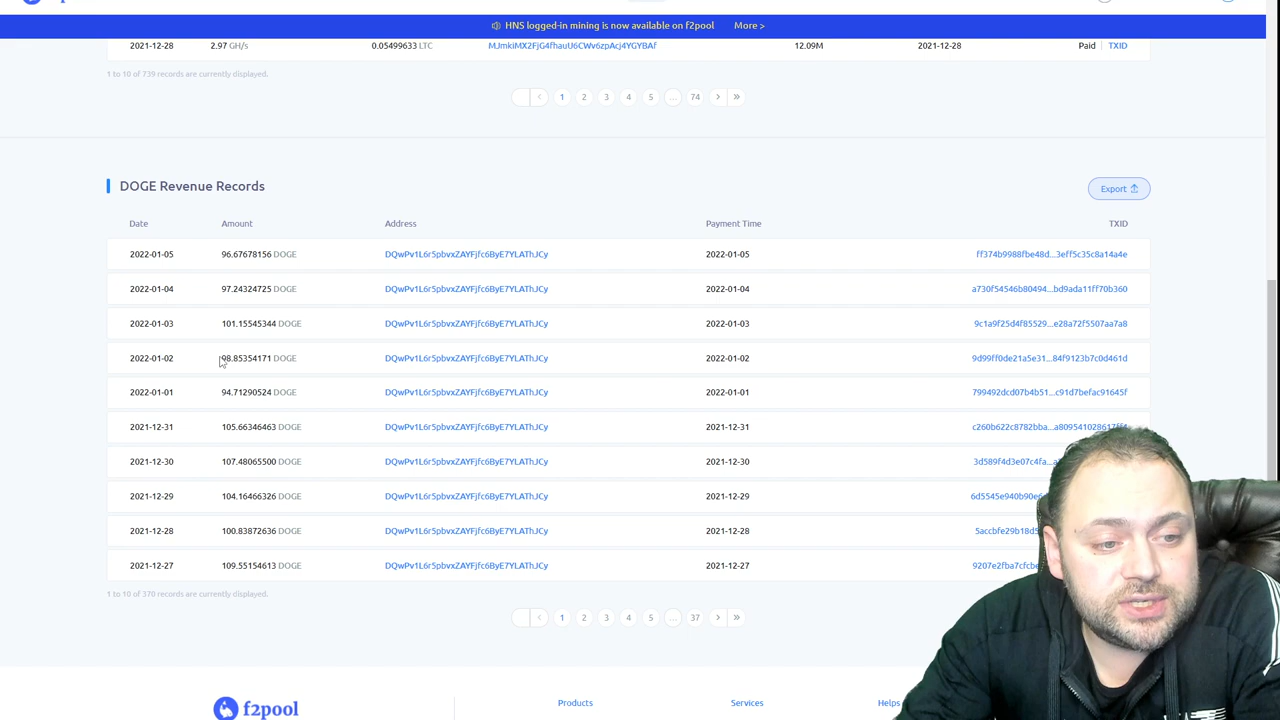 HNS logged-in mining is now available on f2pool More >
2021-12-28 2.97 GH/s 0.05499633 LTC MJmkiMX2FjG4fhauU6CWv6zpAcj4YGYBAf 12.09M 2021-12-28 Paid TXID
1 to 10 of 739 records are currently displayed.
< 1 2 3 4 5 ... 74 > »
DOGE Revenue Records
Export
Date Amount Address Payment Time TXID
2022-01-05 96.67678156 DOGE DQwPv1L6r5pbvxZAYFjfc6ByE7YLAThJCy 2022-01-05 ff374b9988fbe48d...3eff5c35c8a14a4e
2022-01-04 97.24324725 DOGE DQwPv1L6r5pbvxZAYFjfc6ByE7YLAThJCy 2022-01-04 a730f54546b80494...bd9ada11ff70b360
2022-01-03 101.15545344 DOGE DQwPv1L6r5pbvxZAYFjfc6ByE7YLAThJCy 2022-01-03 9c1a9f25d4f85529...e28a72f5507aa7a8
2022-01-02 98.85354171 DOGE DQwPv1L6r5pbvxZAYFjfc6ByE7YLAThJCy 2022-01-02 9d99ff0de21a5e31...84f9123b7c0d461d
2022-01-01 94.71290524 DOGE DQwPv1L6r5pbvxZAYFjfc6ByE7YLAThJCy 2022-01-01 799492dcd07b4b51...c91d7befac91645f
2021-12-31 105.66346463 DOGE DQwPv1L6r5pbvxZAYFjfc6ByE7YLAThJCy 2021-12-31 c260b622c8782bba...
2021-12-30 107.48065500 DOGE DQwPv1L6r5pbvxZAYFjfc6ByE7YLAThJCy 2021-12-30 3d589f4d3e07c4fa...
2021-12-29 104.16466326 DOGE DQwPv1L6r5pbvxZAYFjfc6ByE7YLAThJCy 2021-12-29 6d5545e940b90e
2021-12-28 100.83872636 DOGE DQwPv1L6r5pbvxZAYFjfc6ByE7YLAThJCy 2021-12-28 5accbfe29b18d5
2021-12-27 109.55154613 DOGE DQwPv1L6r5pbvxZAYFjfc6ByE7YLAThJCy 2021-12-27 9207e2fba7cfcbe
1 to 10 of 370 records are currently displayed.
< 1 2 3 4 5 ... 37 > »
f2pool Products Services Helps